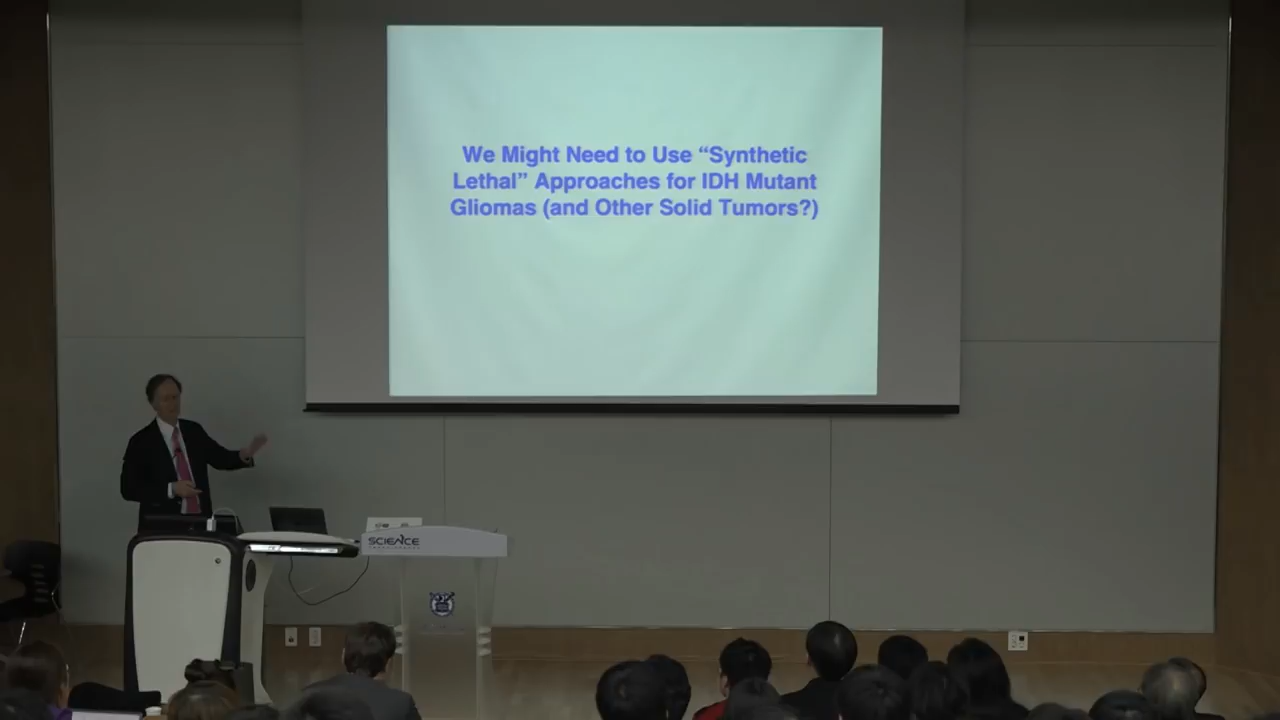 We Might Need to Use “Synthetic
Lethal” Approaches for IDH Mutant
Gliomas (and Other Solid Tumors?)
SCIENCE